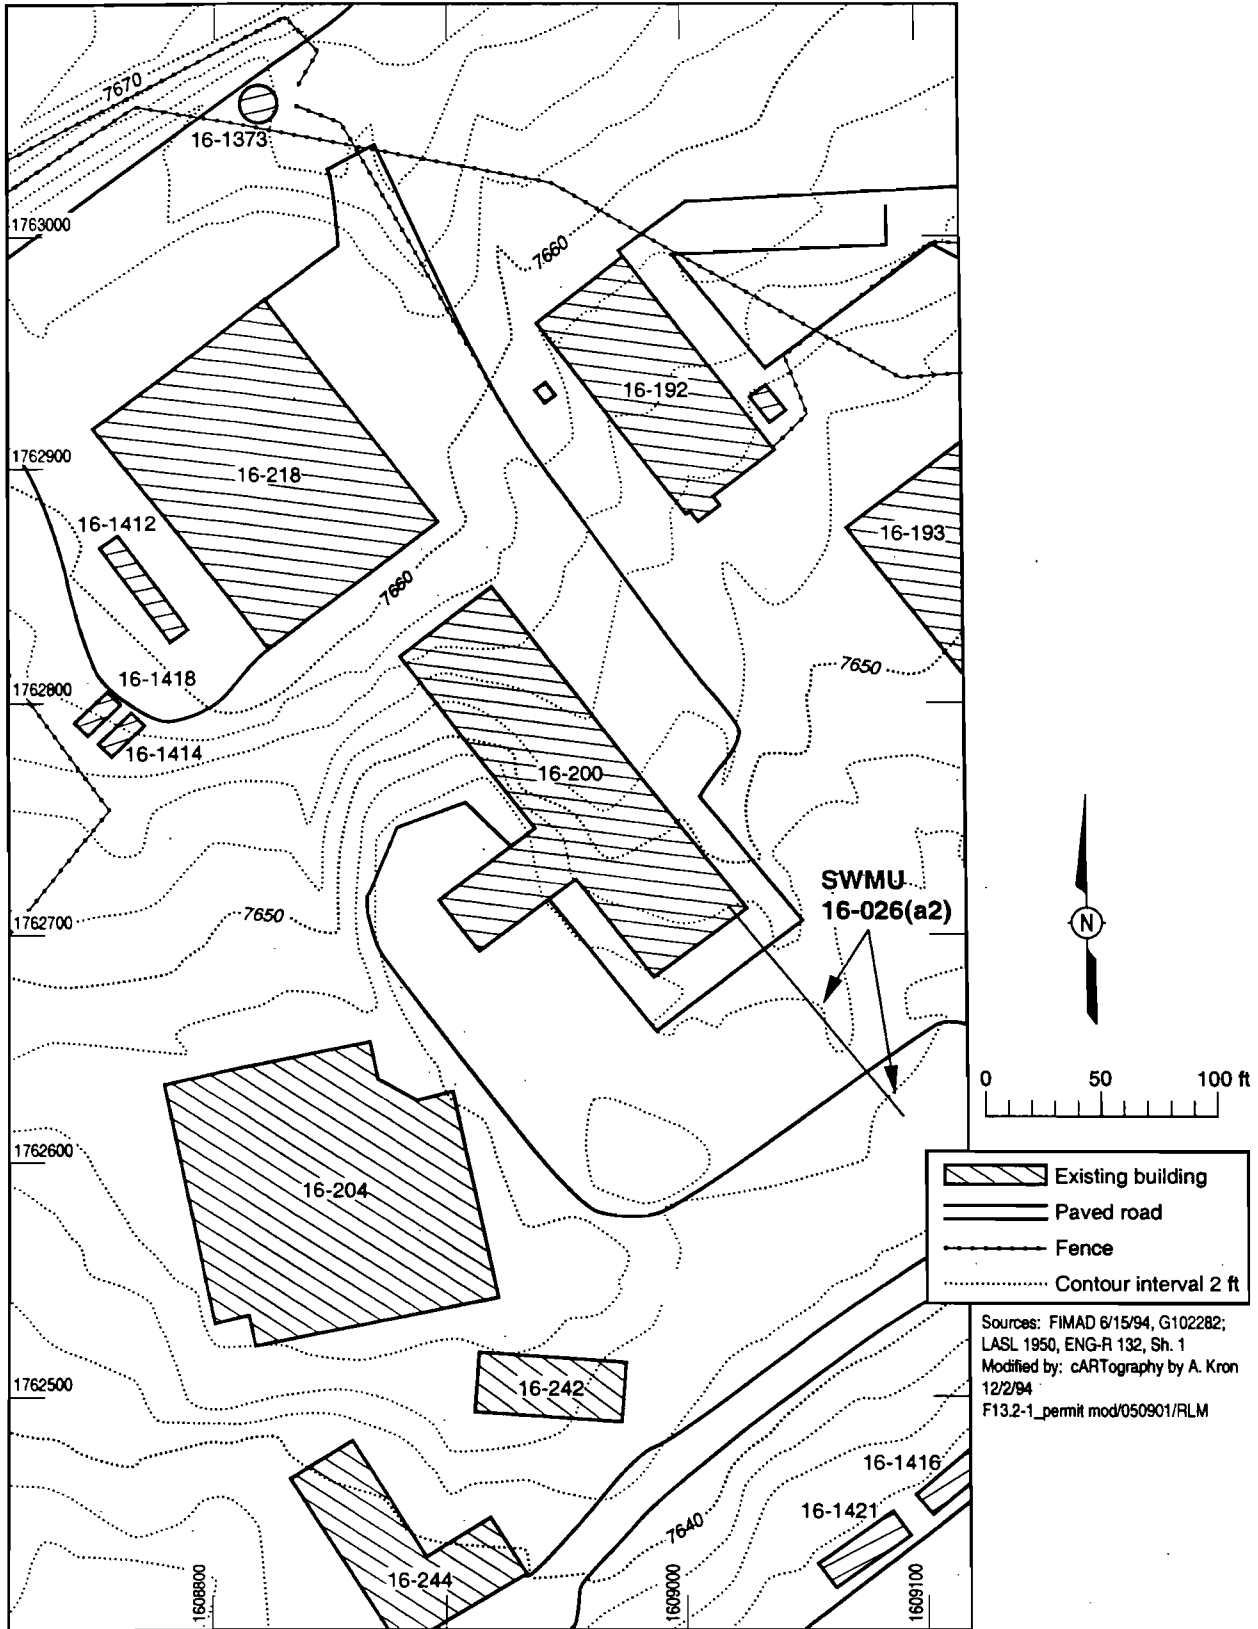 7670
16-1373
1763000
7660
16-192
1762900
16-218
16-193
16-1412
7660
16-1418
7650
1762800
16-1414
16-200
SWMU
16-026(a2)
7650
1762700
N
0 50 100 ft
1762600
16-204
Existing building
Paved road
Fence
Contour interval 2 ft
Sources: FIMAD 6/15/94, G102282;
LASL 1950, ENG-R 132, Sh. 1
Modified by: cARTography by A. Kron
12/2/94
F13.2-1_permit mod/050901/RLM
16-242
1762500
16-1416
16-1421
7640
16-244
1608800
1609000
1609100